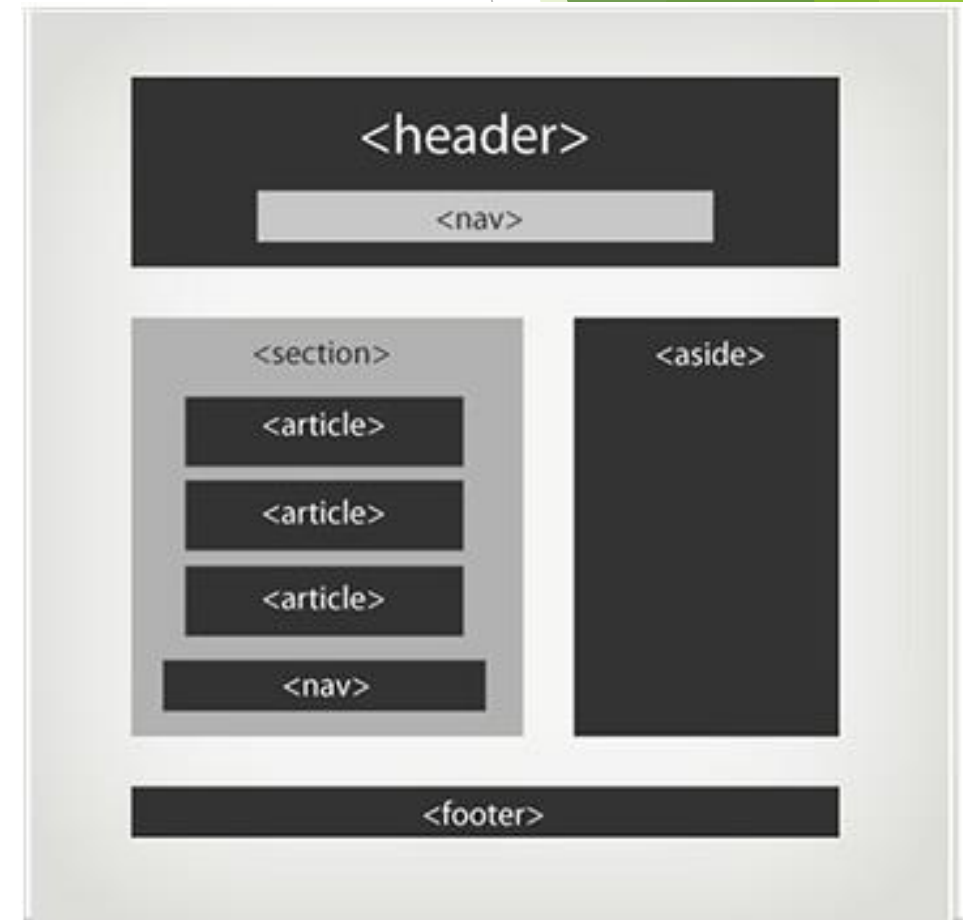 <header>
<nav>
<section>
<article>
<article>
<article>
<nav>
<aside>
<footer>